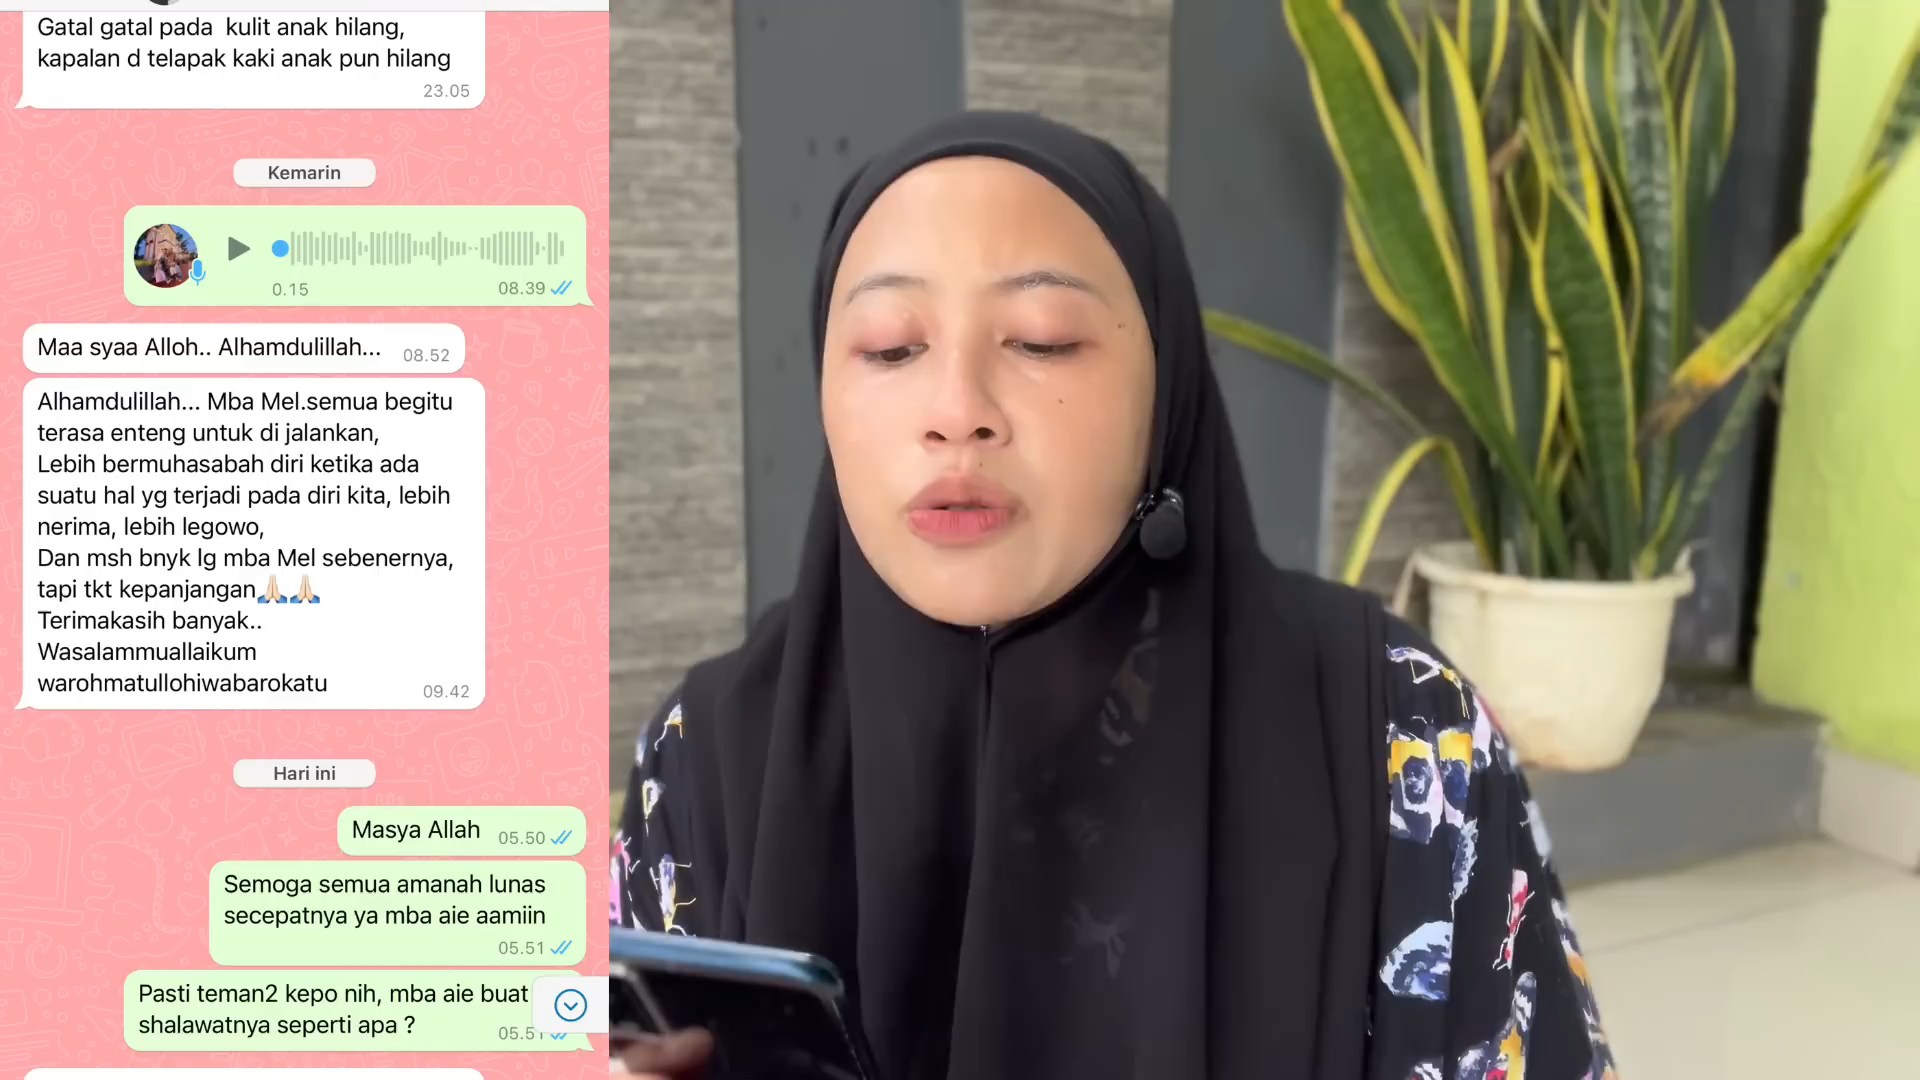 Gatal gatal pada  kulit anak hilang,
kapalan d telapak kaki anak pun hilang
23.05
Kemarin
0.15
08.39
Maa syaa Alloh.. Alhamdulillah...
08.52
Alhamdulillah... Mba Mel.semua begitu
terasa enteng untuk di jalankan,
Lebih bermuhasabah diri ketika ada
suatu hal yg terjadi pada diri kita, lebih
nerima, lebih legowo,
Dan msh bnyk lg mba Mel sebenernya,
tapi tkt kepanjangan🙏🏻🙏🏻
Terimakasih banyak..
Wasalammuallaikum
warohmatullohiwabarokatu
09.42
Hari ini
Masya Allah
05.50
Semoga semua amanah lunas
secepatnya ya mba aie aamiin
05.51
Pasti teman2 kepo nih, mba aie buat
shalawatnya seperti apa ?
05.51